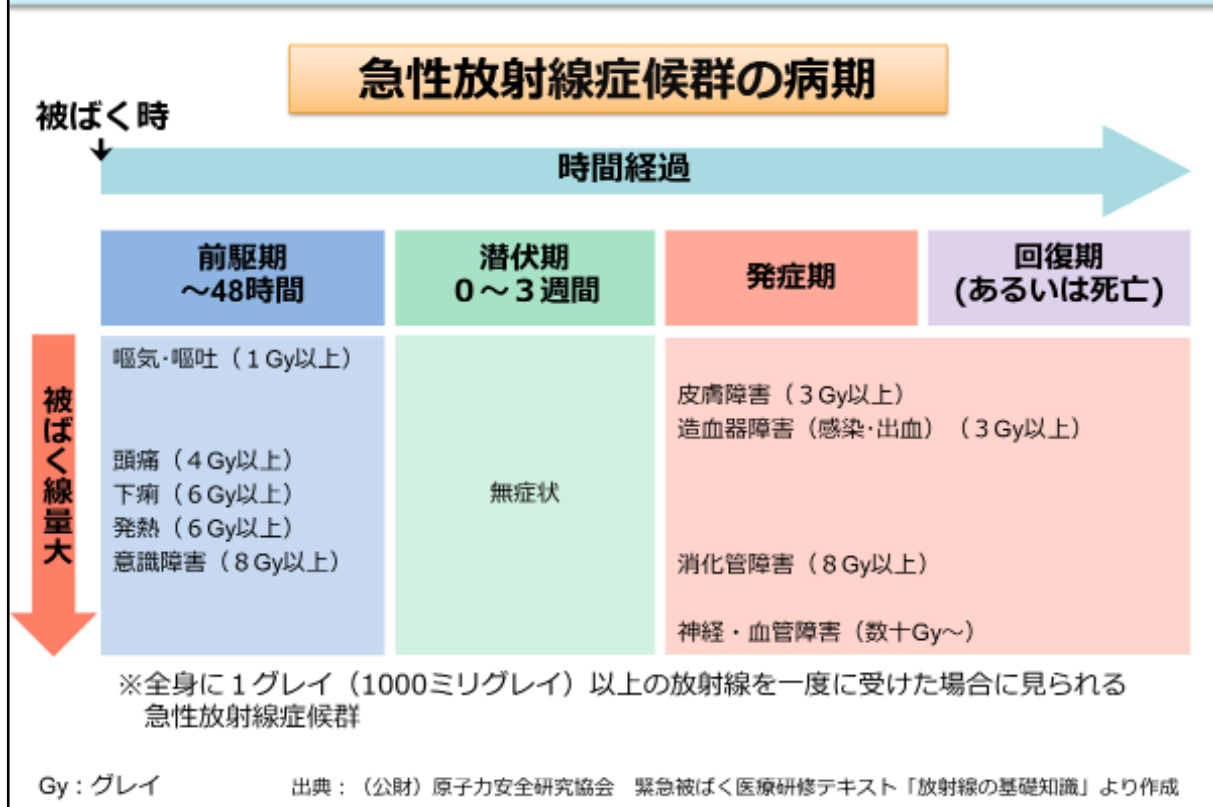 急性放射線症候群の病期
被ばく時
時間経過
前駆期
～48時間
潜伏期
０～３週間
発症期
回復期
(あるいは死亡)
被ばく線量大
嘔気･嘔吐（１Gy以上）
頭痛（４Gy以上）
下痢（６Gy以上）
発熱（６Gy以上）
意識障害（８Gy以上）
無症状
皮膚障害（３Gy以上）
造血器障害（感染･出血）（３Gy以上）
消化管障害（８Gy以上）
神経・血管障害（数十Gy～）
※全身に１グレイ（1000ミリグレイ）以上の放射線を一度に受けた場合に見られる
急性放射線症候群
Gy：グレイ
出典：（公財）原子力安全研究協会　緊急被ばく医療研修テキスト「放射線の基礎知識」より作成